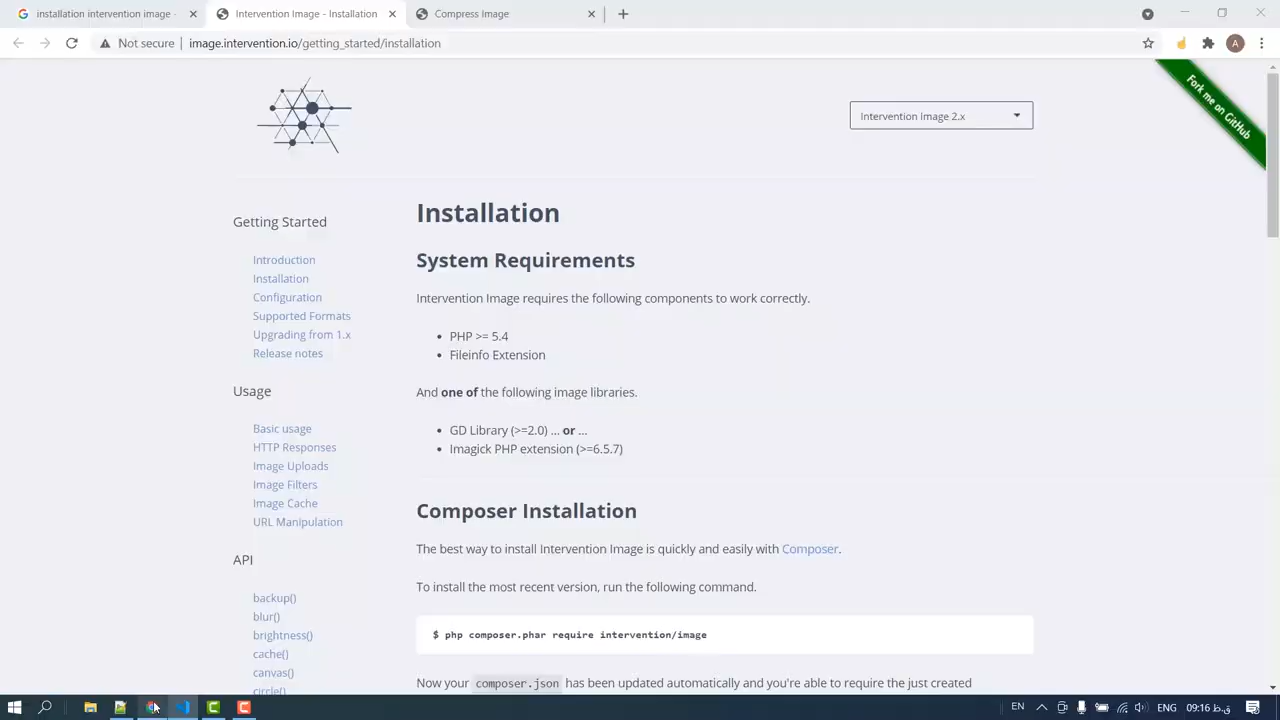 installation intervention image -
Intervention Image - Installation
Compress Image
Not secure
image.intervention.io/getting_started/installation
A
Fork me on GitHub
Intervention Image 2.x
Getting Started
Introduction
Installation
Configuration
Supported Formats
Upgrading from 1.x
Release notes
Usage
Basic usage
HTTP Responses
Image Uploads
Image Filters
Image Cache
URL Manipulation
API
backup()
blur()
brightness()
cache()
canvas()
circle()
Installation
System Requirements
Intervention Image requires the following components to work correctly.
PHP >= 5.4
Fileinfo Extension
And one of the following image libraries.
GD Library (>=2.0) ... or ...
Imagick PHP extension (>=6.5.7)
Composer Installation
The best way to install Intervention Image is quickly and easily with Composer.
To install the most recent version, run the following command.
$ php composer.phar require intervention/image
Now your composer.json has been updated automatically and you're able to require the just created
EN
ENG
09:16 ق.ظ